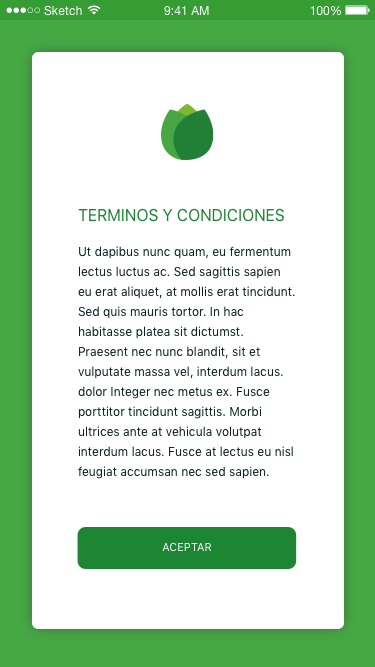 Sketch 9:41 AM 100%
TERMINOS Y CONDICIONES
Ut dapibus nunc quam, eu fermentum
lectus luctus ac. Sed sagittis sapien
eu erat aliquet, at mollis erat tincidunt.
Sed quis mauris tortor. In hac
habitasse platea sit dictumst.
Praesent nec nunc blandit, sit et
vulputate massa vel, interdum lacus.
dolor Integer nec metus ex. Fusce
porttitor tincidunt sagittis. Morbi
ultrices ante at vehicula volutpat
interdum lacus. Fusce at lectus eu nisl
feugiat accumsan nec sed sapien.
ACEPTAR